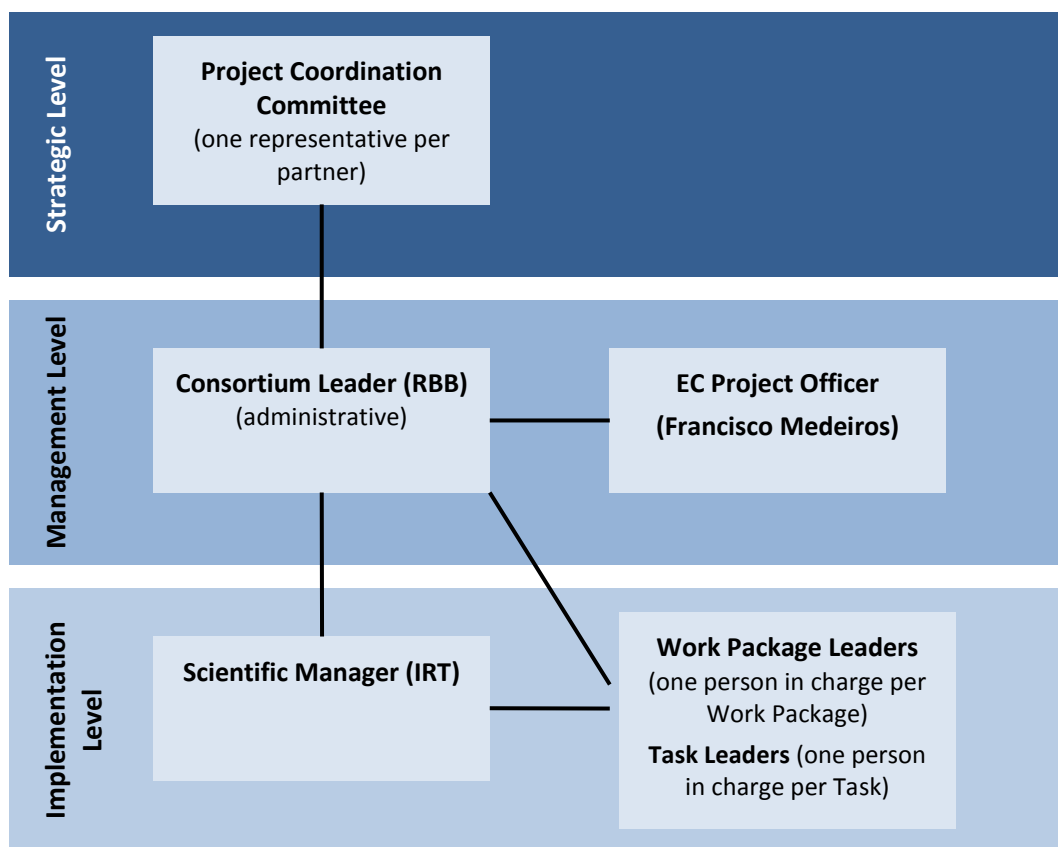 Strategic Level
Project Coordination
Committee
(one representative per
partner)
Management Level
Consortium Leader (RBB)
(administrative)
EC Project Officer
(Francisco Medeiros)
Implementation
Level
Scientific Manager (IRT)
Work Package Leaders
(one person in charge per
Work Package)
Task Leaders (one person
in charge per Task)